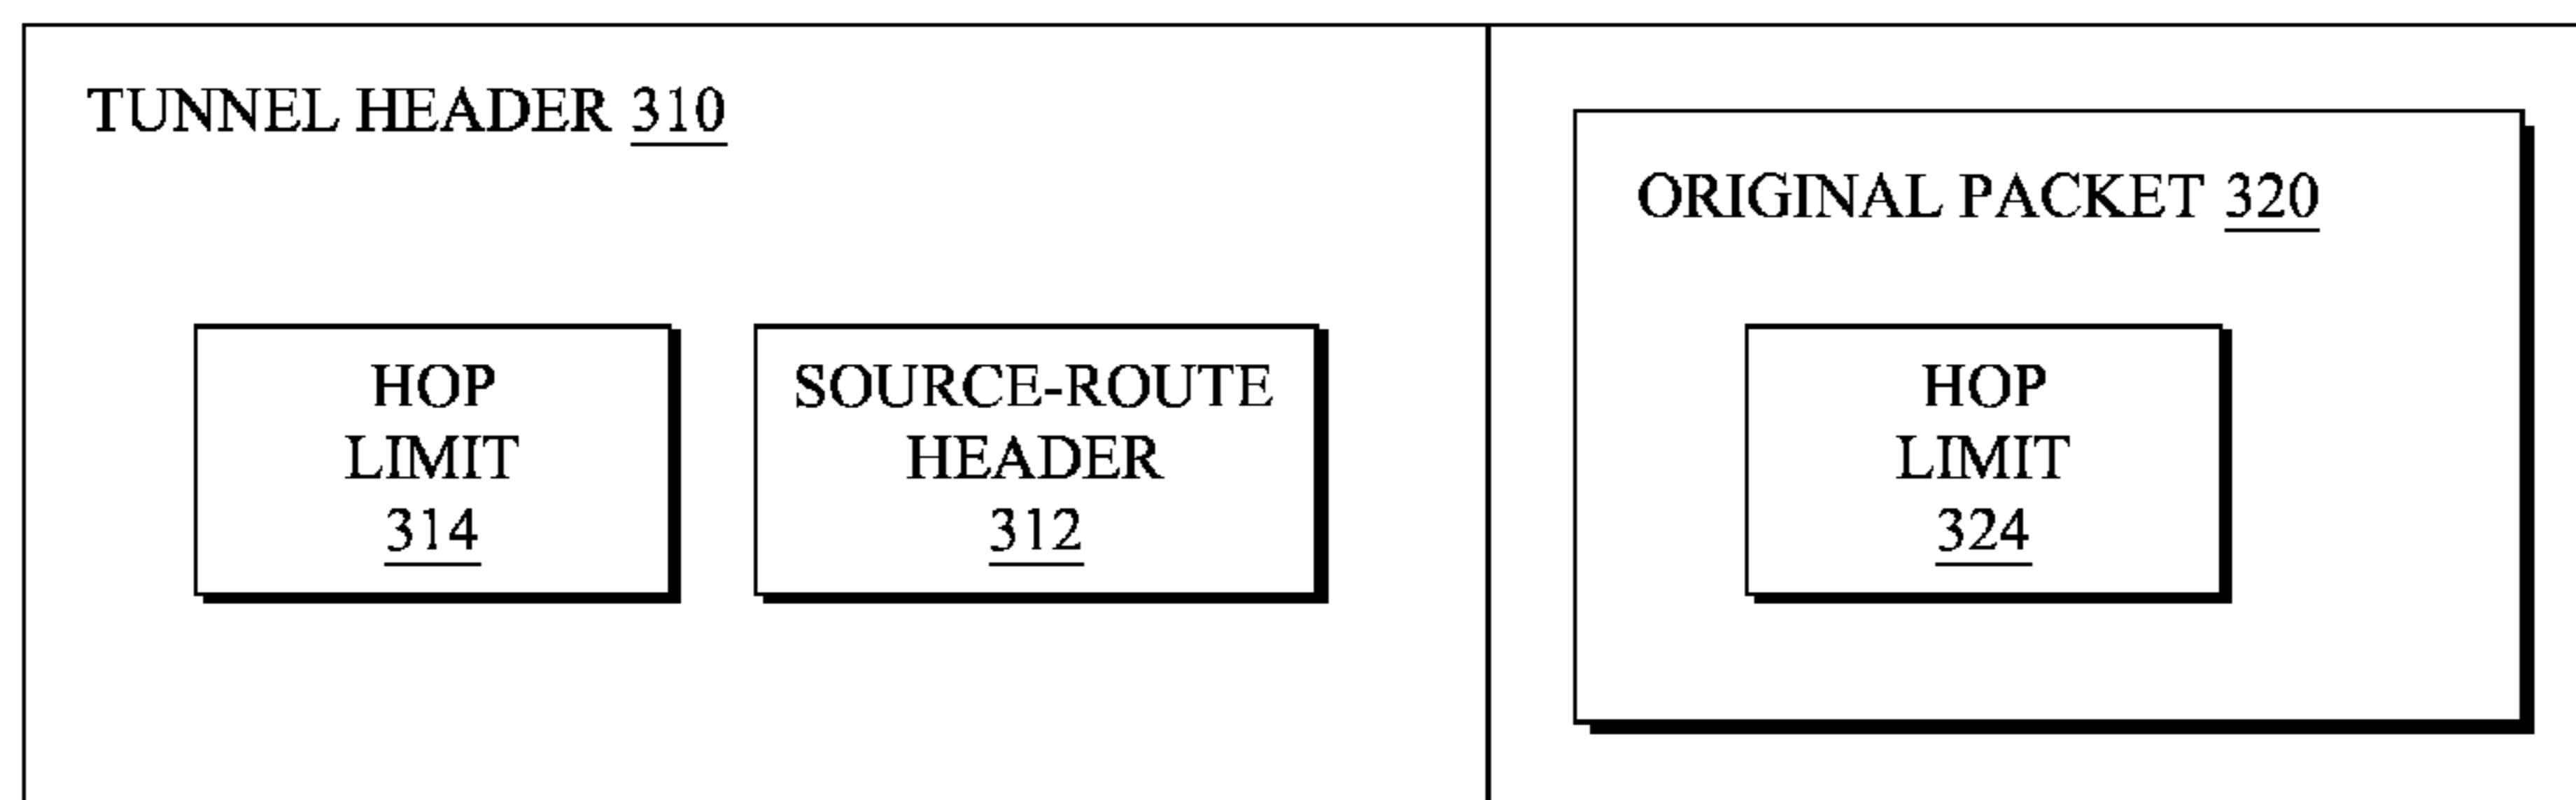 TUNNEL HEADER 310
HOP
LIMIT
314
SOURCE-ROUTE
HEADER
312
ORIGINAL PACKET 320
HOP
LIMIT
324